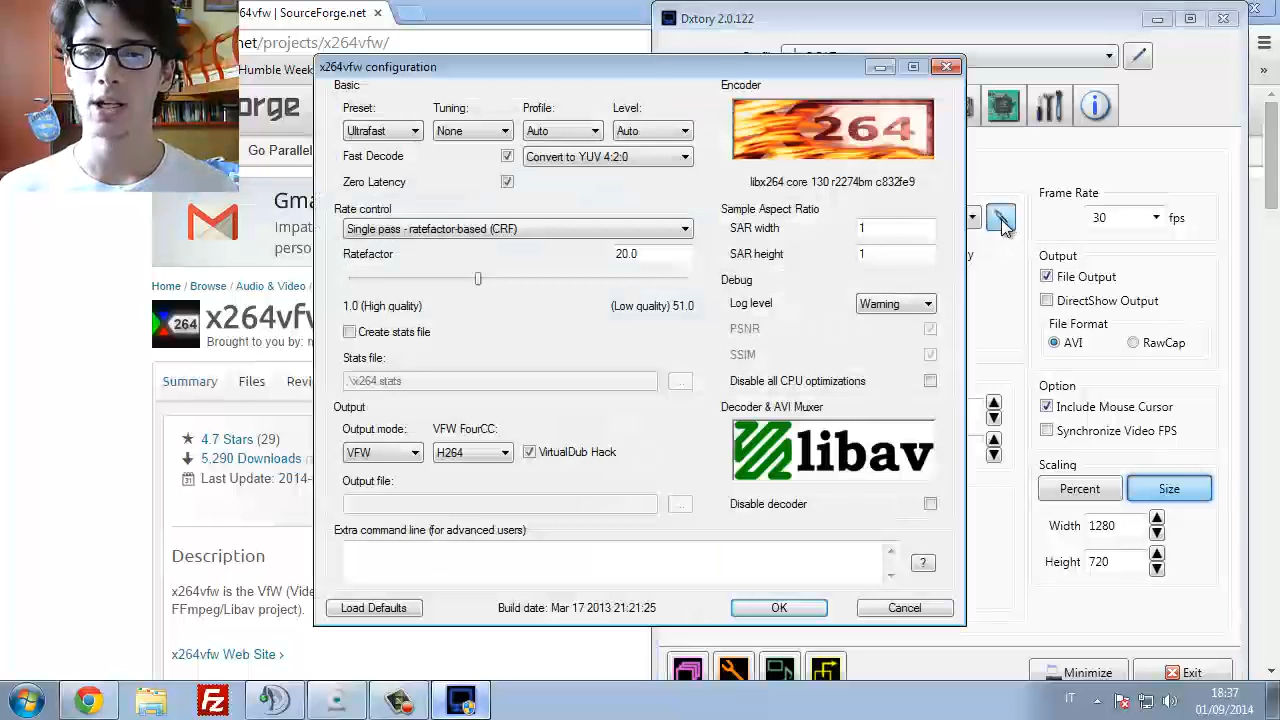 64vfw | SourceForge.net
Dxtory 2.0.122
.net/projects/x264vfw/
Humble Week
orge
Go Parallel
Gma
Impat
person
Home / Browse / Audio & Video /
264
x264vfw
Brought to you by:
Summary Files Revi
4.7 Stars (29)
5,290 Downloads
Last Update: 2014-
Description
x264vfw is the VfW (Vide
FFmpeg/Libav project).
x264vfw Web Site >
x264vfw configuration
Basic
Preset: Tuning: Profile: Level:
Ultrafast None Auto Auto
Fast Decode Convert to YUV 4:2:0
Zero Latency
Rate control
Single pass - ratefactor-based (CRF)
Ratefactor 20.0
1.0 (High quality) (Low quality) 51.0
Create stats file
Stats file:
.\x264.stats
...
Output
Output mode: VFW FourCC:
VFW H264 VirtualDub Hack
Output file:
...
Extra command line (for advanced users)
?
Load Defaults Build date: Mar 17 2013 21:21:25 OK Cancel
Encoder
264
libx264 core 130 r2274bm c832fe9
Sample Aspect Ratio
SAR width 1
SAR height 1
Debug
Log level Warning
PSNR
SSIM
Disable all CPU optimizations
Decoder & AVI Muxer
libav
Disable decoder
Frame Rate
30 fps
Output
File Output
DirectShow Output
File Format
AVI RawCap
Option
Include Mouse Cursor
Synchronize Video FPS
Scaling
Percent Size
Width 1280
Height 720
Minimize Exit
Fz
IT
18:37
01/09/2014